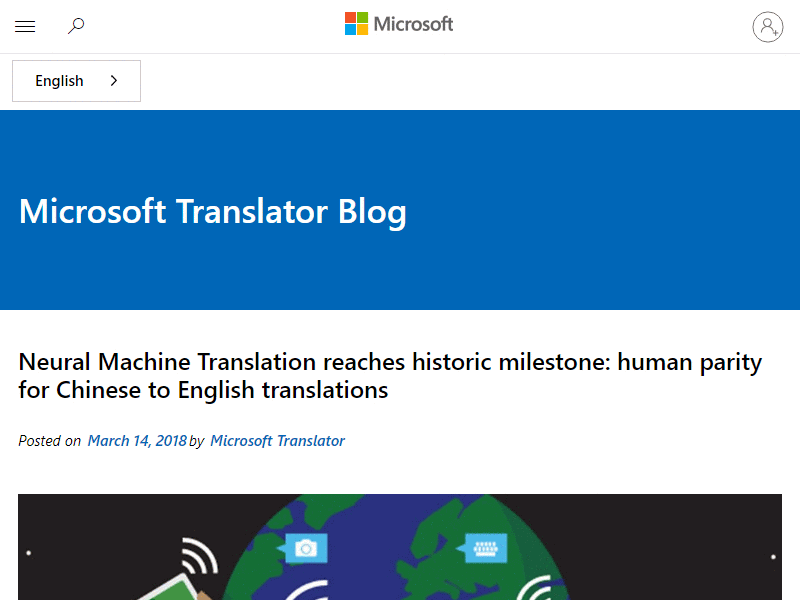 Microsoft
English
Microsoft Translator Blog
Neural Machine Translation reaches historic milestone: human parity
for Chinese to English translations
Posted on March 14, 2018 by Microsoft Translator